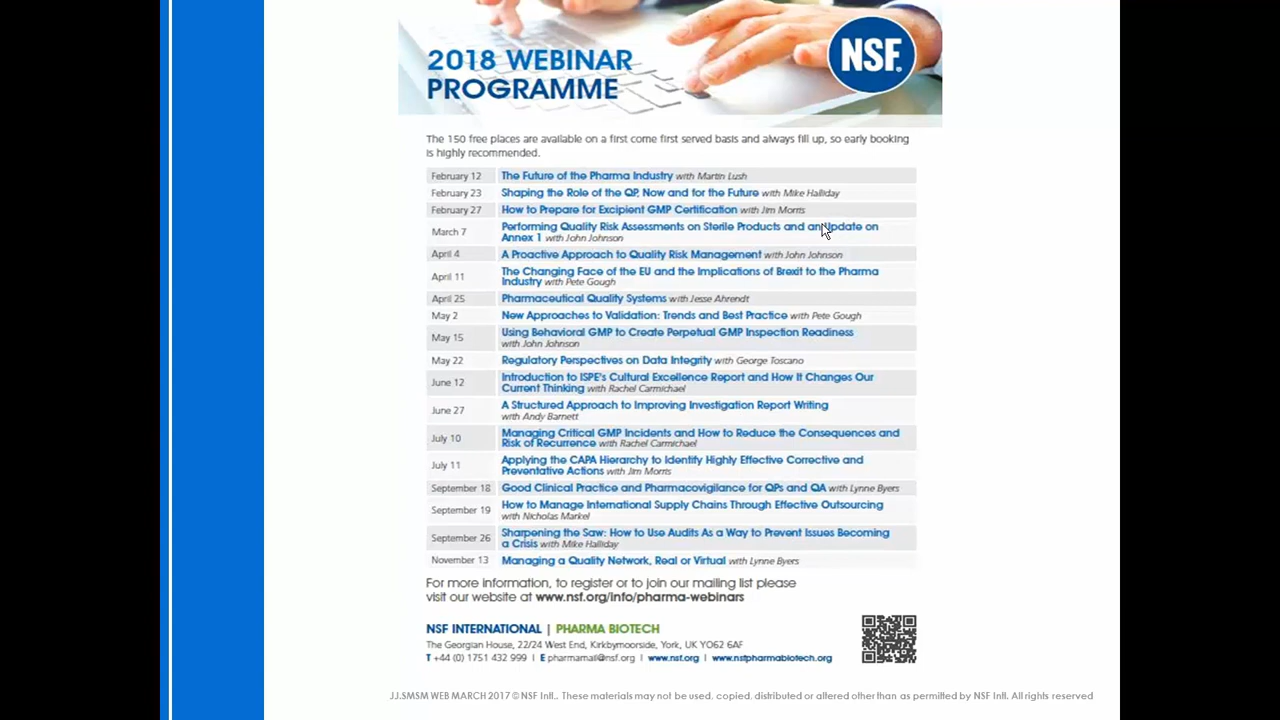 2018 WEBINAR
PROGRAMME
NSF®
The 150 free places are available on a first come first served basis and always fill up, so early booking
is highly recommended.
February 12 The Future of the Pharma Industry with Martin Lush
February 23 Shaping the Role of the QP, Now and for the Future with Mike Halliday
February 27 How to Prepare for Excipient GMP Certification with Jim Morris
March 7 Performing Quality Risk Assessments on Sterile Products and an Update on
Annex 1 with John Johnson
April 4 A Proactive Approach to Quality Risk Management with John Johnson
April 11 The Changing Face of the EU and the Implications of Brexit to the Pharma
Industry with Pete Gough
April 25 Pharmaceutical Quality Systems with Jesse Ahrendt
May 2 New Approaches to Validation: Trends and Best Practice with Pete Gough
May 15 Using Behavioral GMP to Create Perpetual GMP Inspection Readiness
with John Johnson
May 22 Regulatory Perspectives on Data Integrity with George Toscano
June 12 Introduction to ISPE's Cultural Excellence Report and How It Changes Our
Current Thinking with Rachel Carmichael
June 27 A Structured Approach to Improving Investigation Report Writing
with Andy Barnett
July 10 Managing Critical GMP Incidents and How to Reduce the Consequences and
Risk of Recurrence with Rachel Carmichael
July 11 Applying the CAPA Hierarchy to Identify Highly Effective Corrective and
Preventative Actions with Jim Morris
September 18 Good Clinical Practice and Pharmacovigilance for QPs and QA with Lynne Byers
September 19 How to Manage International Supply Chains Through Effective Outsourcing
with Nicholas Markel
September 26 Sharpening the Saw: How to Use Audits As a Way to Prevent Issues Becoming
a Crisis with Mike Halliday
November 13 Managing a Quality Network, Real or Virtual with Lynne Byers
For more information, to register or to join our mailing list please
visit our website at www.nsf.org/info/pharma-webinars
NSF INTERNATIONAL | PHARMA BIOTECH
The Georgian House, 22/24 West End, Kirkbymoorside, York, UK YO62 6AF
T +44 (0) 1751 432 999 | E pharmamail@nsf.org | www.nsf.org | www.nsfpharmabiotech.org
JJ.SMSM WEB MARCH 2017 © NSF Intl.. These materials may not be used, copied, distributed or altered other than as permitted by NSF Intl. All rights reserved